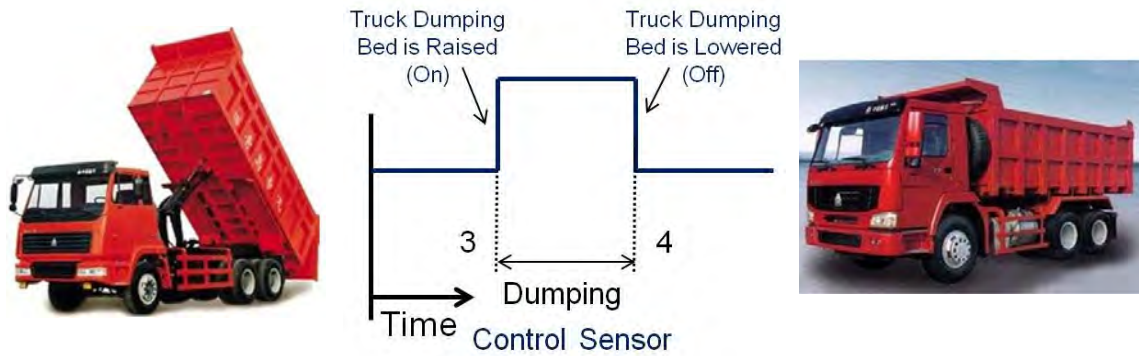 Truck Dumping
Bed is Raised
(On)
Truck Dumping
Bed is Lowered
(Off)
3
4
Dumping
Time
Control Sensor